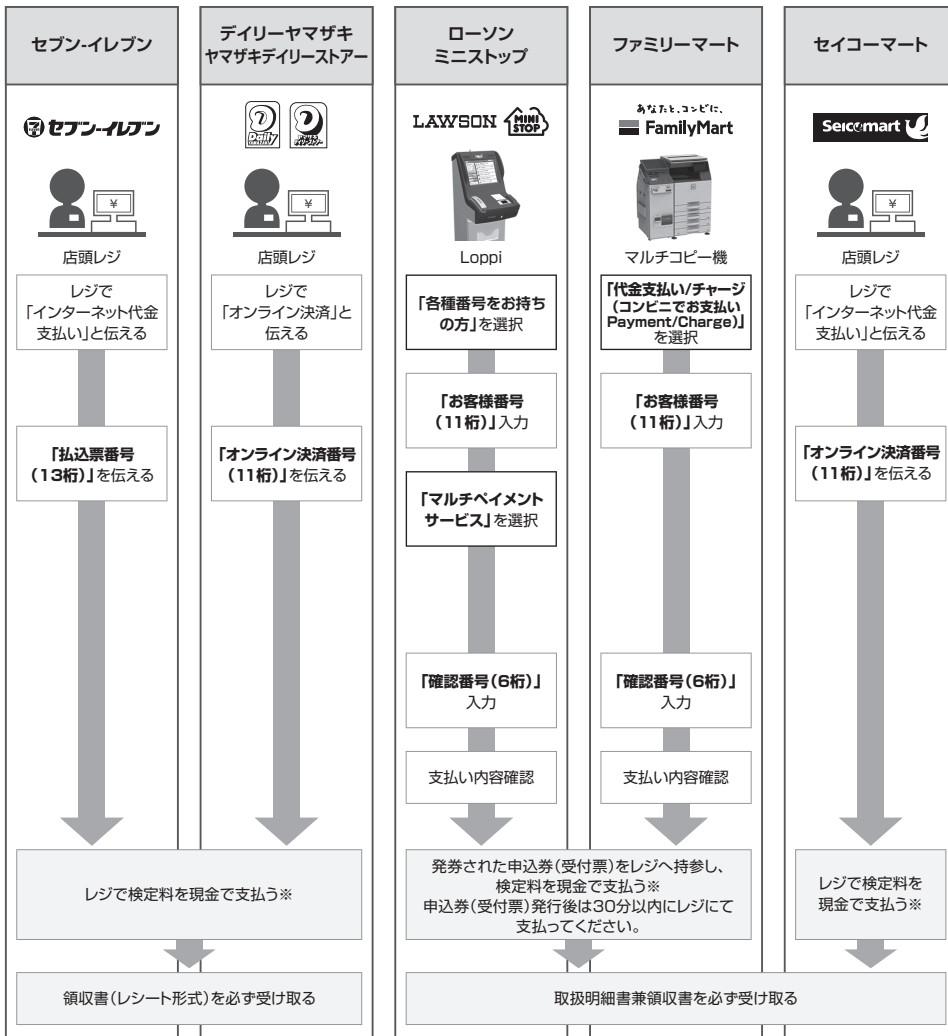 セブン-イレブン
デイリーヤマザキ
ヤマザキデイリーストアー
ローソン
ミニストップ
ファミリーマート
セイコーマート
セブン-イレブン
Daily
LAWSON
MINI
STOP
あなたと、コンビに、
FamilyMart
Seicomart
¥
店頭レジ
¥
店頭レジ
Loppi
マルチコピー機
¥
店頭レジ
レジで
「インターネット代金
支払い」と伝える
レジで
「オンライン決済」と
伝える
「各種番号をお持ち
の方」を選択
「代金支払い/チャージ
(コンビニでお支払い
Payment/Charge)」
を選択
レジで
「インターネット代金
支払い」と伝える
「お客様番号
(11桁)」入力
「お客様番号
(11桁)」入力
「払込票番号
(13桁)」を伝える
「オンライン決済番号
(11桁)」を伝える
「マルチペイメント
サービス」を選択
「オンライン決済番号
(11桁)」を伝える
「確認番号(6桁)」
入力
「確認番号(6桁)」
入力
支払い内容確認
支払い内容確認
レジで検定料を現金で支払う※
発券された申込券(受付票)をレジへ持参し、
検定料を現金で支払う※
申込券(受付票)発行後は30分以内にレジにて
支払ってください。
レジで検定料を
現金で支払う※
領収書(レシート形式)を必ず受け取る
取扱明細書兼領収書を必ず受け取る